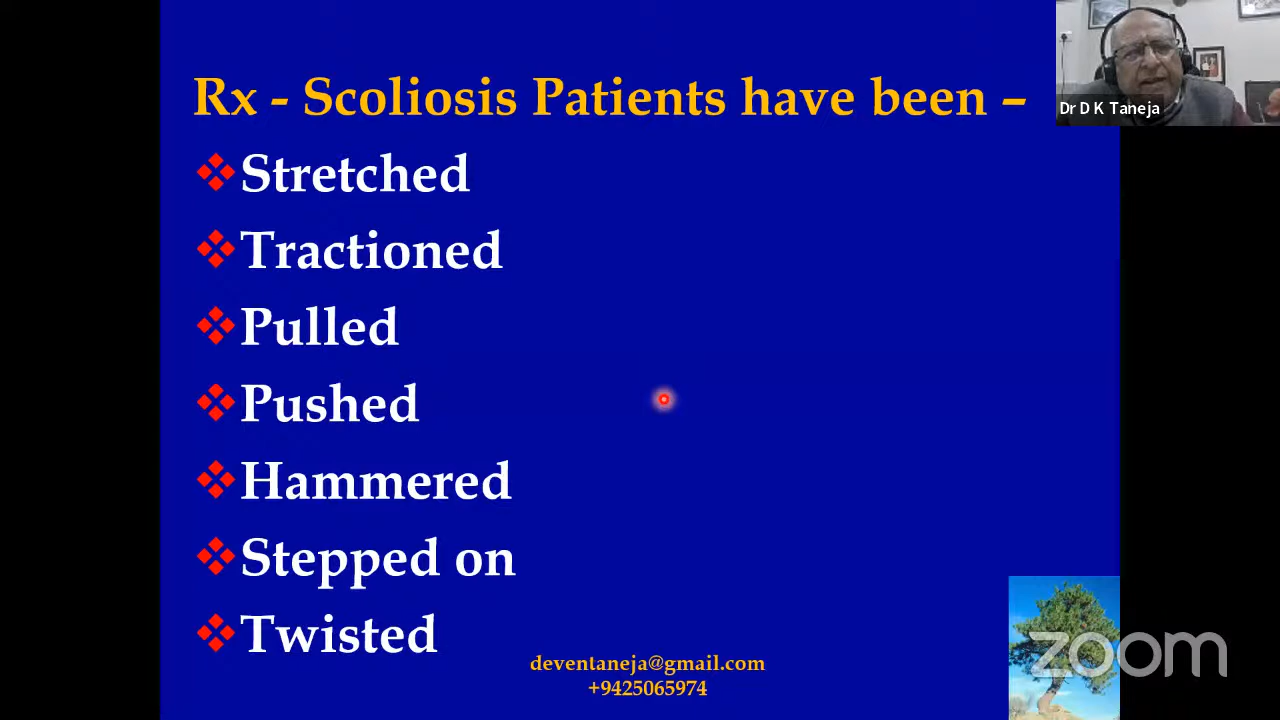 Rx - Scoliosis Patients have been –
Dr D K Taneja
Stretched
Tractioned
Pulled
Pushed
Hammered
Stepped on
Twisted
deventaneja@gmail.com
+9425065974
zoom